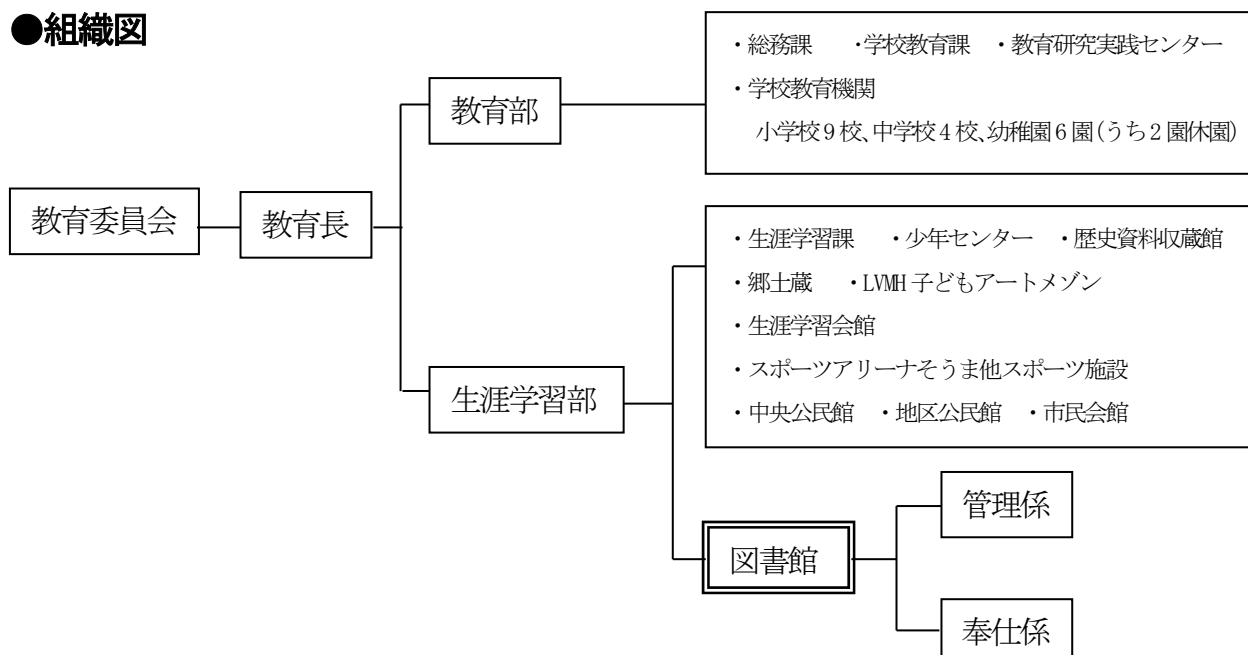 ●組織図
・総務課 ・学校教育課 ・教育研究実践センター
・学校教育機関
小学校9校、中学校4校、幼稚園6園(うち2園休園)
教育部
教育委員会
教育長
・生涯学習課 ・少年センター ・歴史資料収蔵館
・郷土蔵 ・LVMH子どもアートメゾン
・生涯学習会館
・スポーツアリーナそうま他スポーツ施設
・中央公民館 ・地区公民館 ・市民会館
生涯学習部
管理係
図書館
奉仕係